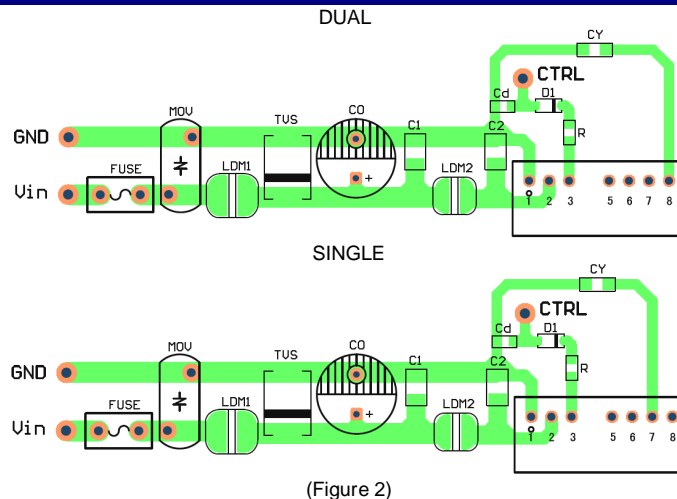 DUAL
CY
CTRL
Cd D1
MOV TVS C0 C1 C2 R
GND
FUSE LDM1 + LDM2
Vin
1 2 3 5 6 7 8
SINGLE
CY
CTRL
Cd D1
MOV TVS C0 C1 C2 R
GND
FUSE LDM1 + LDM2
Vin
1 2 3 5 6 7 8
(Figure 2)